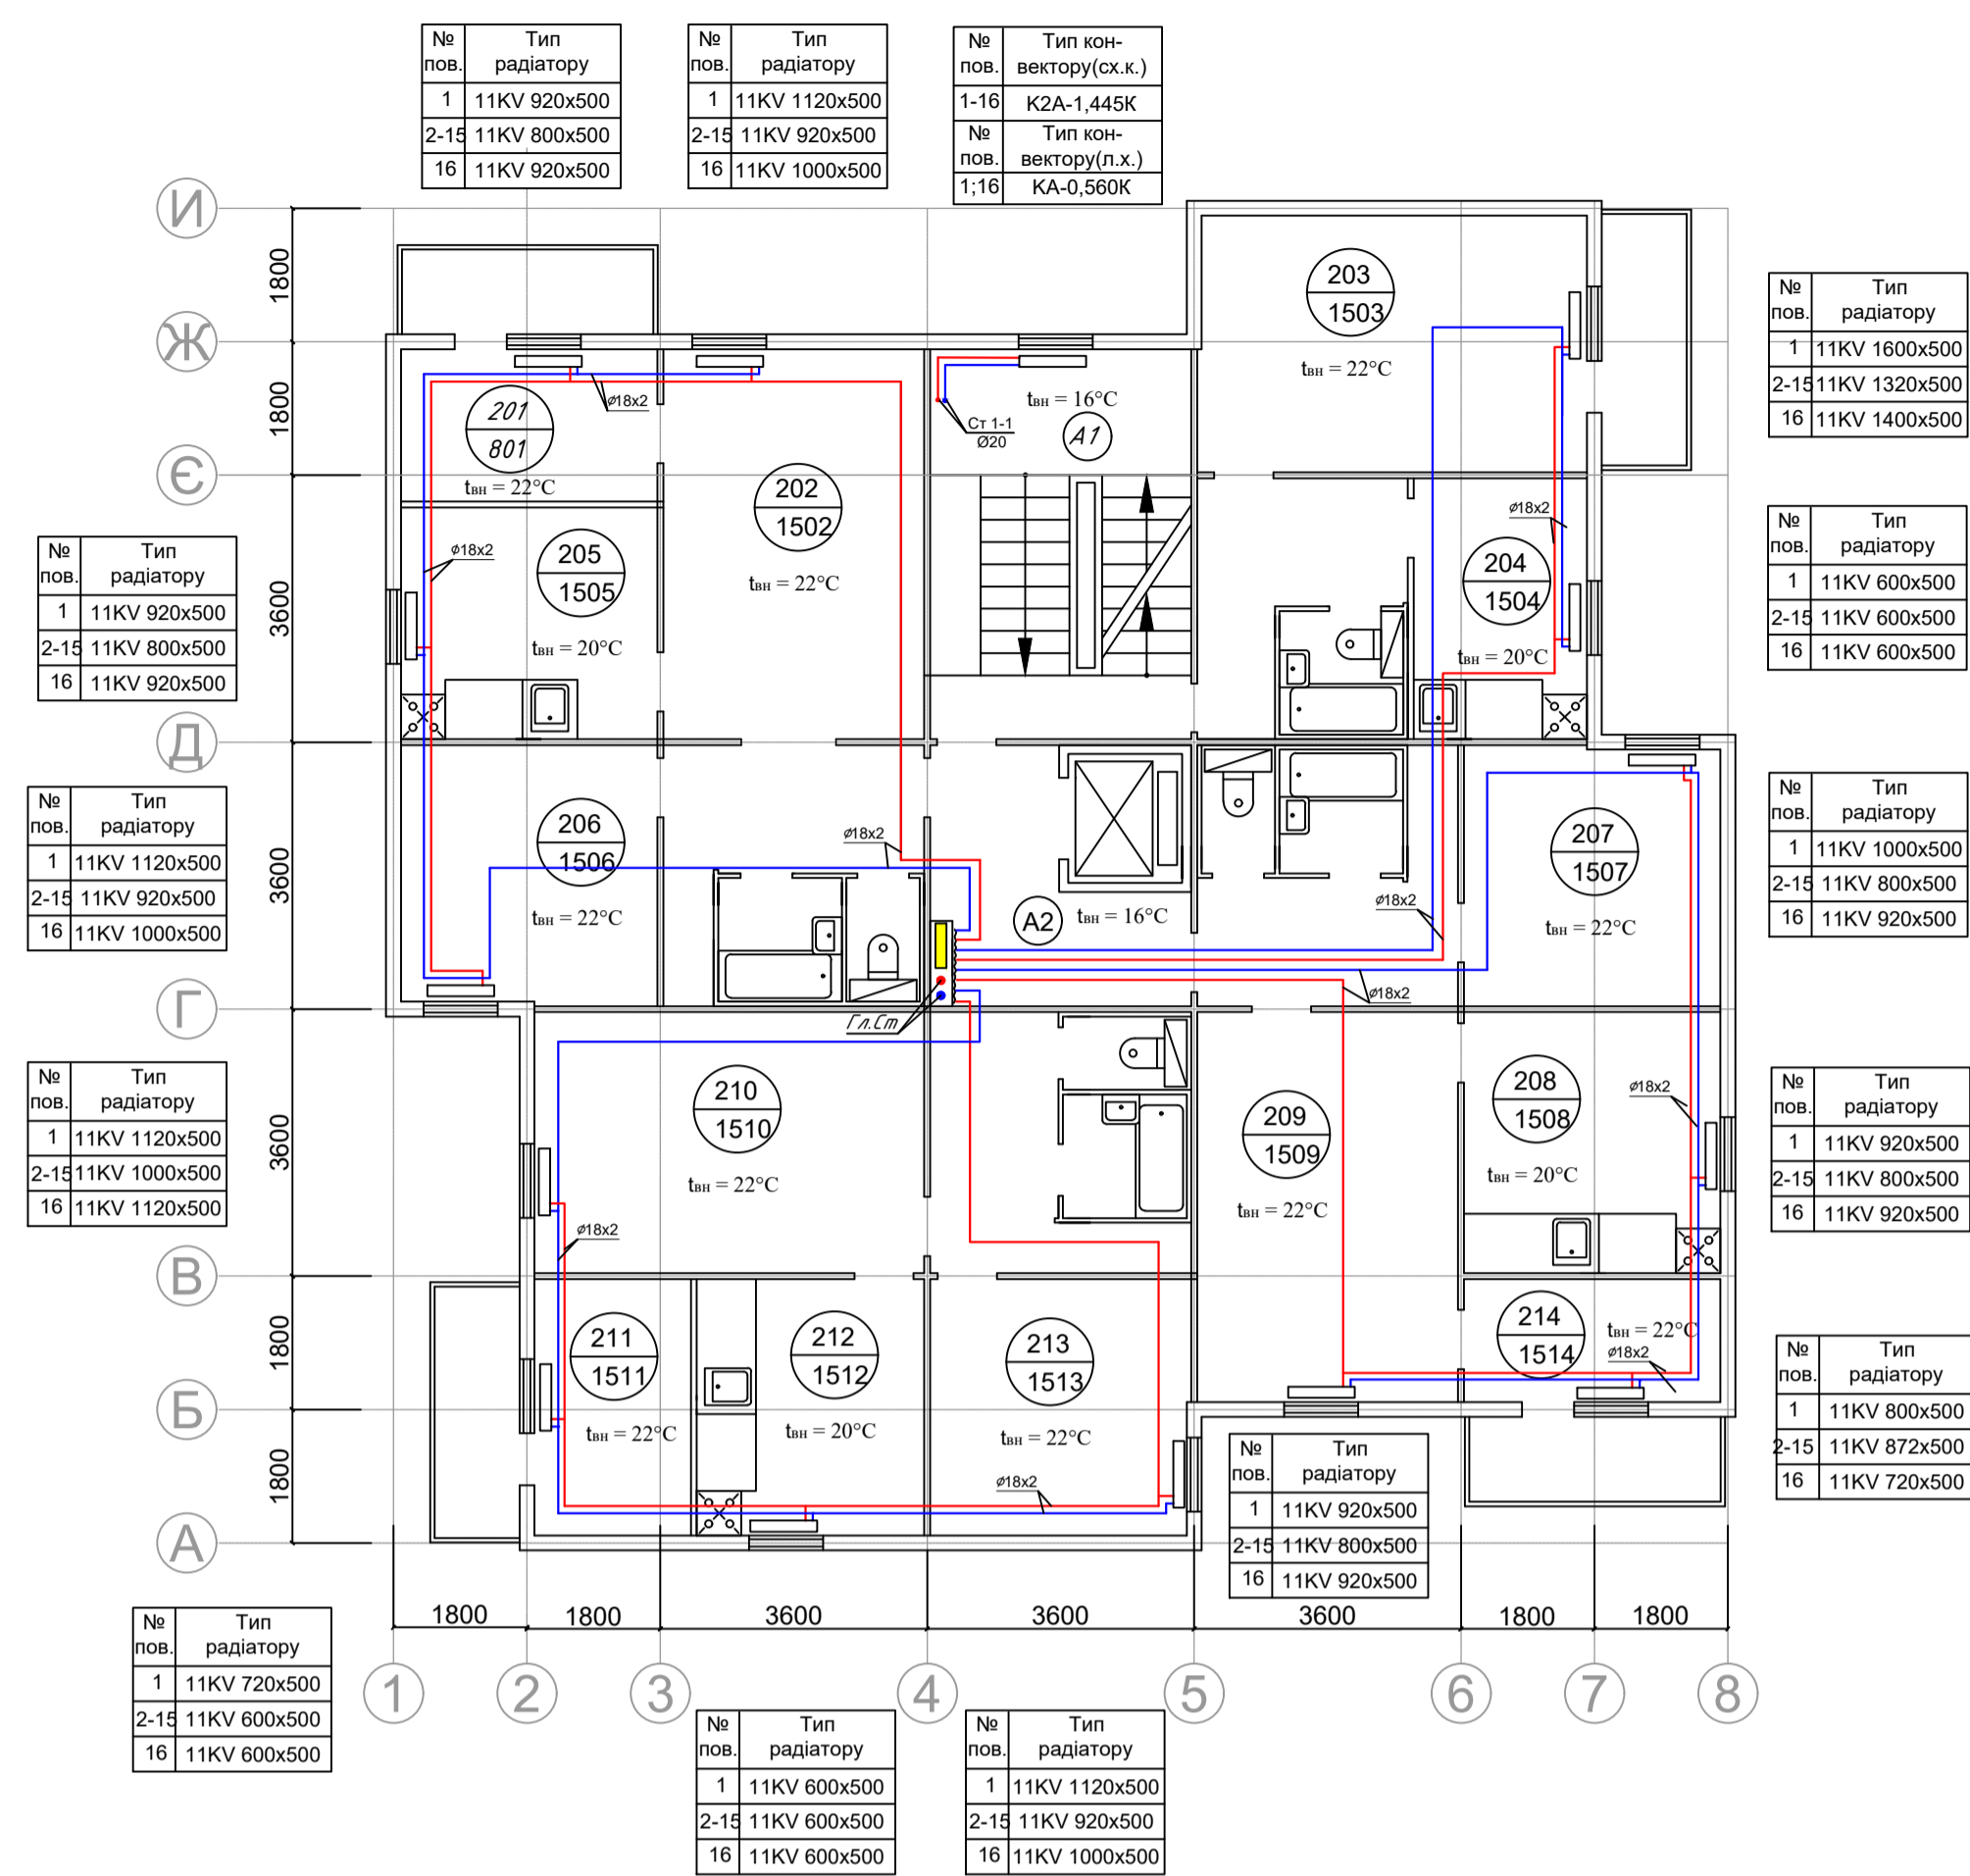 № пов. Тип радіатору
1 11KV 920x500
2-15 11KV 800x500
16 11KV 920x500
№ пов. Тип радіатору
1 11KV 1120x500
2-15 11KV 920x500
16 11KV 1000x500
№ пов. Тип кон-вектору(сх.к.)
1-16 К2А-1,445К
№ пов. Тип кон-вектору(л.х.)
1;16 КА-0,560К
И
Ж
Є
Д
Г
В
Б
А
1800
1800
3600
3600
3600
1800
1800
203
1503
tвн = 22°C
№ пов. Тип радіатору
1 11KV 1600x500
2-15 11KV 1320x500
16 11KV 1400x500
201
801
tвн = 22°C
ø18x2
Ст 1-1
Ø20
tвн = 16°C
А1
202
1502
tвн = 22°C
№ пов. Тип радіатору
1 11KV 920x500
2-15 11KV 800x500
16 11KV 920x500
ø18x2
205
1505
tвн = 20°C
ø18x2
204
1504
tвн = 20°C
№ пов. Тип радіатору
1 11KV 600x500
2-15 11KV 600x500
16 11KV 600x500
№ пов. Тип радіатору
1 11KV 1120x500
2-15 11KV 920x500
16 11KV 1000x500
206
1506
tвн = 22°C
ø18x2
А2
tвн = 16°C
ø18x2
207
1507
tвн = 22°C
№ пов. Тип радіатору
1 11KV 1000x500
2-15 11KV 800x500
16 11KV 920x500
ø18x2
Гл.Ст
№ пов. Тип радіатору
1 11KV 1120x500
2-15 11KV 1000x500
16 11KV 1120x500
210
1510
tвн = 22°C
ø18x2
209
1509
tвн = 22°C
208
1508
tвн = 20°C
ø18x2
№ пов. Тип радіатору
1 11KV 920x500
2-15 11KV 800x500
16 11KV 920x500
211
1511
tвн = 22°C
212
1512
tвн = 20°C
213
1513
tвн = 22°C
ø18x2
214
1514
tвн = 22°C
ø18x2
№ пов. Тип радіатору
1 11KV 800x500
2-15 11KV 872x500
16 11KV 720x500
№ пов. Тип радіатору
1 11KV 920x500
2-15 11KV 800x500
16 11KV 920x500
1800 1800 3600 3600 3600 1800 1800
1 2 3 4 5 6 7 8
№ пов. Тип радіатору
1 11KV 720x500
2-15 11KV 600x500
16 11KV 600x500
№ пов. Тип радіатору
1 11KV 600x500
2-15 11KV 600x500
16 11KV 600x500
№ пов. Тип радіатору
1 11KV 1120x500
2-15 11KV 920x500
16 11KV 1000x500